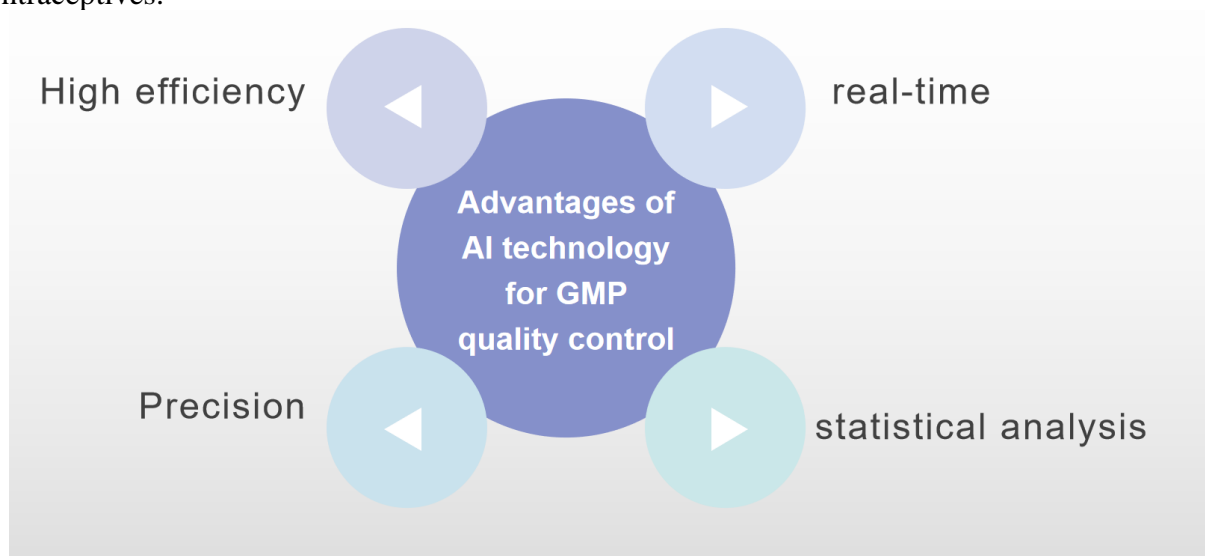 High efficiency
real-time
Advantages of
AI technology
for GMP
quality control
Precision
statistical analysis